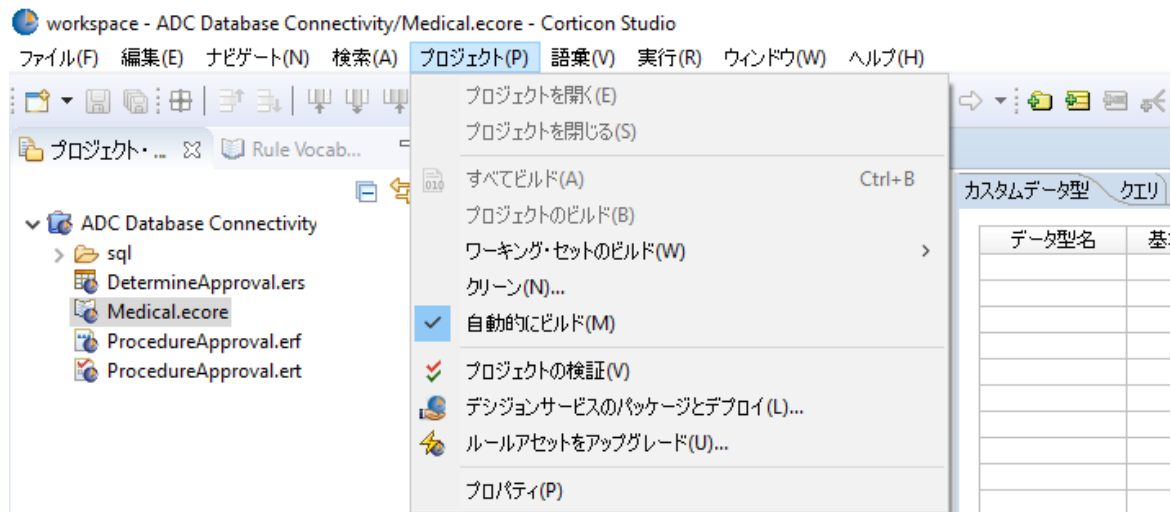 workspace - ADC Database Connectivity/Medical.ecore - Corticon Studio
ファイル(F) 編集(E) ナビゲート(N) 検索(A) プロジェクト(P) 語彙(V) 実行(R) ウィンドウ(W) ヘルプ(H)
プロジェクト・... Rule Vocab...
ADC Database Connectivity
sql
DetermineApproval.ers
Medical.ecore
ProcedureApproval.erf
ProcedureApproval.ert
プロジェクトを開く(E)
プロジェクトを閉じる(S)
すべてビルド(A) Ctrl+B
プロジェクトのビルド(B)
ワーキング・セットのビルド(W)
クリーン(N)...
自動的にビルド(M)
プロジェクトの検証(V)
デシジョンサービスのパッケージとデプロイ(L)...
ルールアセットをアップグレード(U)...
プロパティ(P)
カスタムデータ型 クエリ
データ型名 基